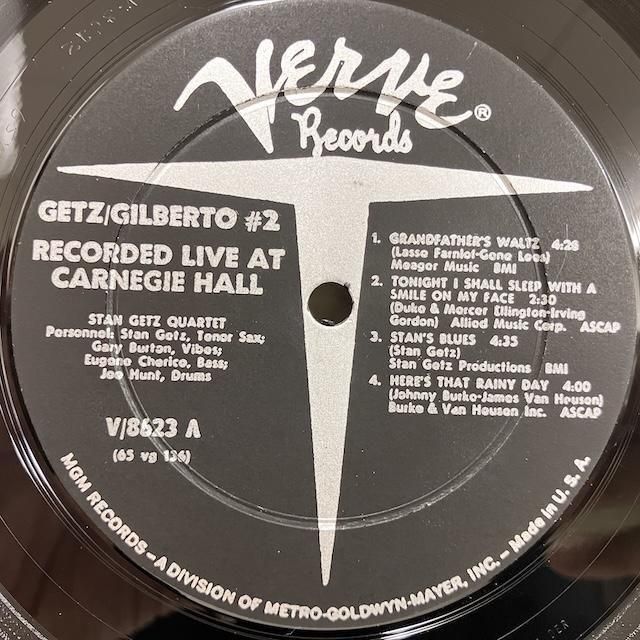 VERVE®
Records
GETZ/GILBERTO #2
RECORDED LIVE AT
CARNEGIE HALL
STAN GETZ QUARTET
Personnel: Stan Getz, Tenor Sax;
Gary Burton, Vibes;
Eugene Cherico, Bass;
Joe Hunt, Drums
V/8623 A
(65 vg 134)
1. GRANDFATHER'S WALTZ 4:28
(Lasse Farnlof-Gene Lees)
Meagor Music BMI
2. TONIGHT I SHALL SLEEP WITH A
SMILE ON MY FACE 2:30
(Duke & Mercer Ellington-Irving
Gordon) Allied Music Corp. ASCAP
3. STAN'S BLUES 4:35
(Stan Getz)
Stan Getz Productions BMI
4. HERE'S THAT RAINY DAY 4:00
(Johnny Burke-James Van Heusen)
Burke & Van Heusen Inc. ASCAP
MGM RECORDS – A DIVISION OF METRO-GOLDWYN-MAYER, INC. – Made in U. S. A.